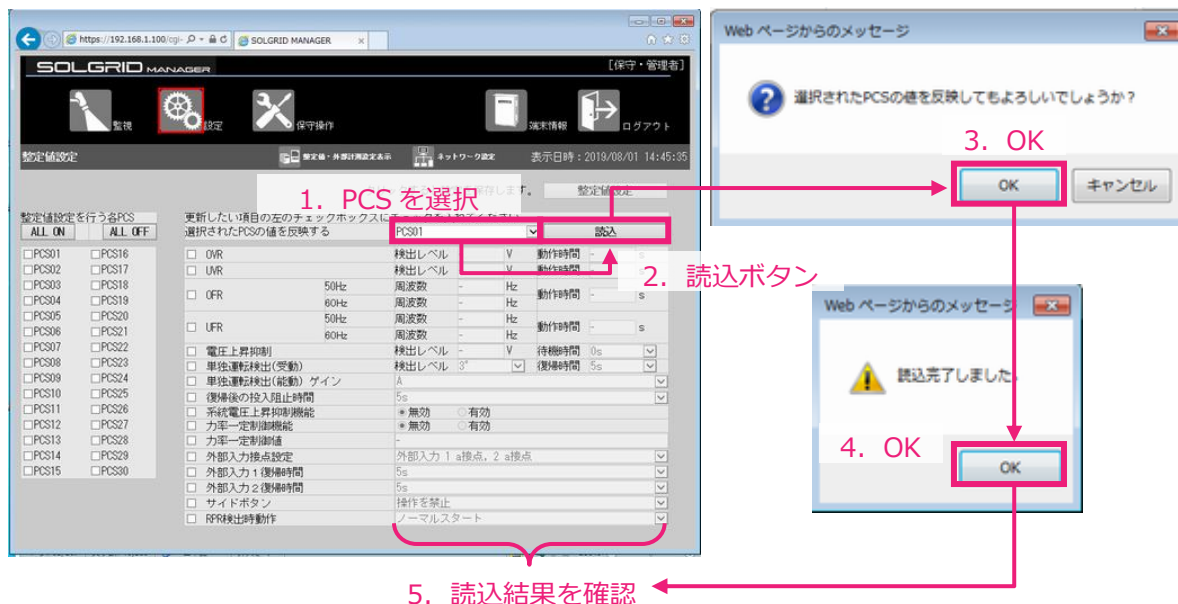 https://192.168.1.100/cgi-
SOLGRID MANAGER
SOLGRID MANAGER
[保守・管理者]
監視
設定
保守操作
端末情報
ログアウト
整定値設定
整定値・外部計測設定表示
ネットワーク設定
表示日時：2019/08/01 14:45:35
します。
整定値設定
1. PCS を選択
整定値設定を行う各PCS
ALL ON ALL OFF
更新したい項目の左のチェックボックスに
選択されたPCSの値を反映する PCS01 読込
2. 読込ボタン
PCS01 PCS16
PCS02 PCS17
PCS03 PCS18
PCS04 PCS19
PCS05 PCS20
PCS06 PCS21
PCS07 PCS22
PCS08 PCS23
PCS09 PCS24
PCS10 PCS25
PCS11 PCS26
PCS12 PCS27
PCS13 PCS28
PCS14 PCS29
PCS15 PCS30
OVR 検出レベル V 動作時間 - s
UVR 検出レベル - V 動作時間 -
OFR 50Hz 周波数 - Hz 動作時間 - s
60Hz 周波数 - Hz
UFR 50Hz 周波数 - Hz 動作時間 - s
60Hz 周波数 - Hz
電圧上昇抑制 検出レベル - V 待機時間 0s
単独運転検出(受動) 検出レベル 3° 復帰時間 5s
単独運転検出(能動) ゲイン A
復帰後の投入阻止時間 5s
系統電圧上昇抑制機能 無効 有効
力率一定制御機能 無効 有効
力率一定制御値 -
外部入力接点設定 外部入力 1 a接点, 2 a接点
外部入力１復帰時間 5s
外部入力２復帰時間 5s
サイドボタン 操作を禁止
RPR検出時動作 ノーマルスタート
5. 読込結果を確認
Web ページからのメッセージ
選択されたPCSの値を反映してもよろしいでしょうか？
3. OK
OK キャンセル
Web ページからのメッセージ
読込完了しました。
4. OK
OK